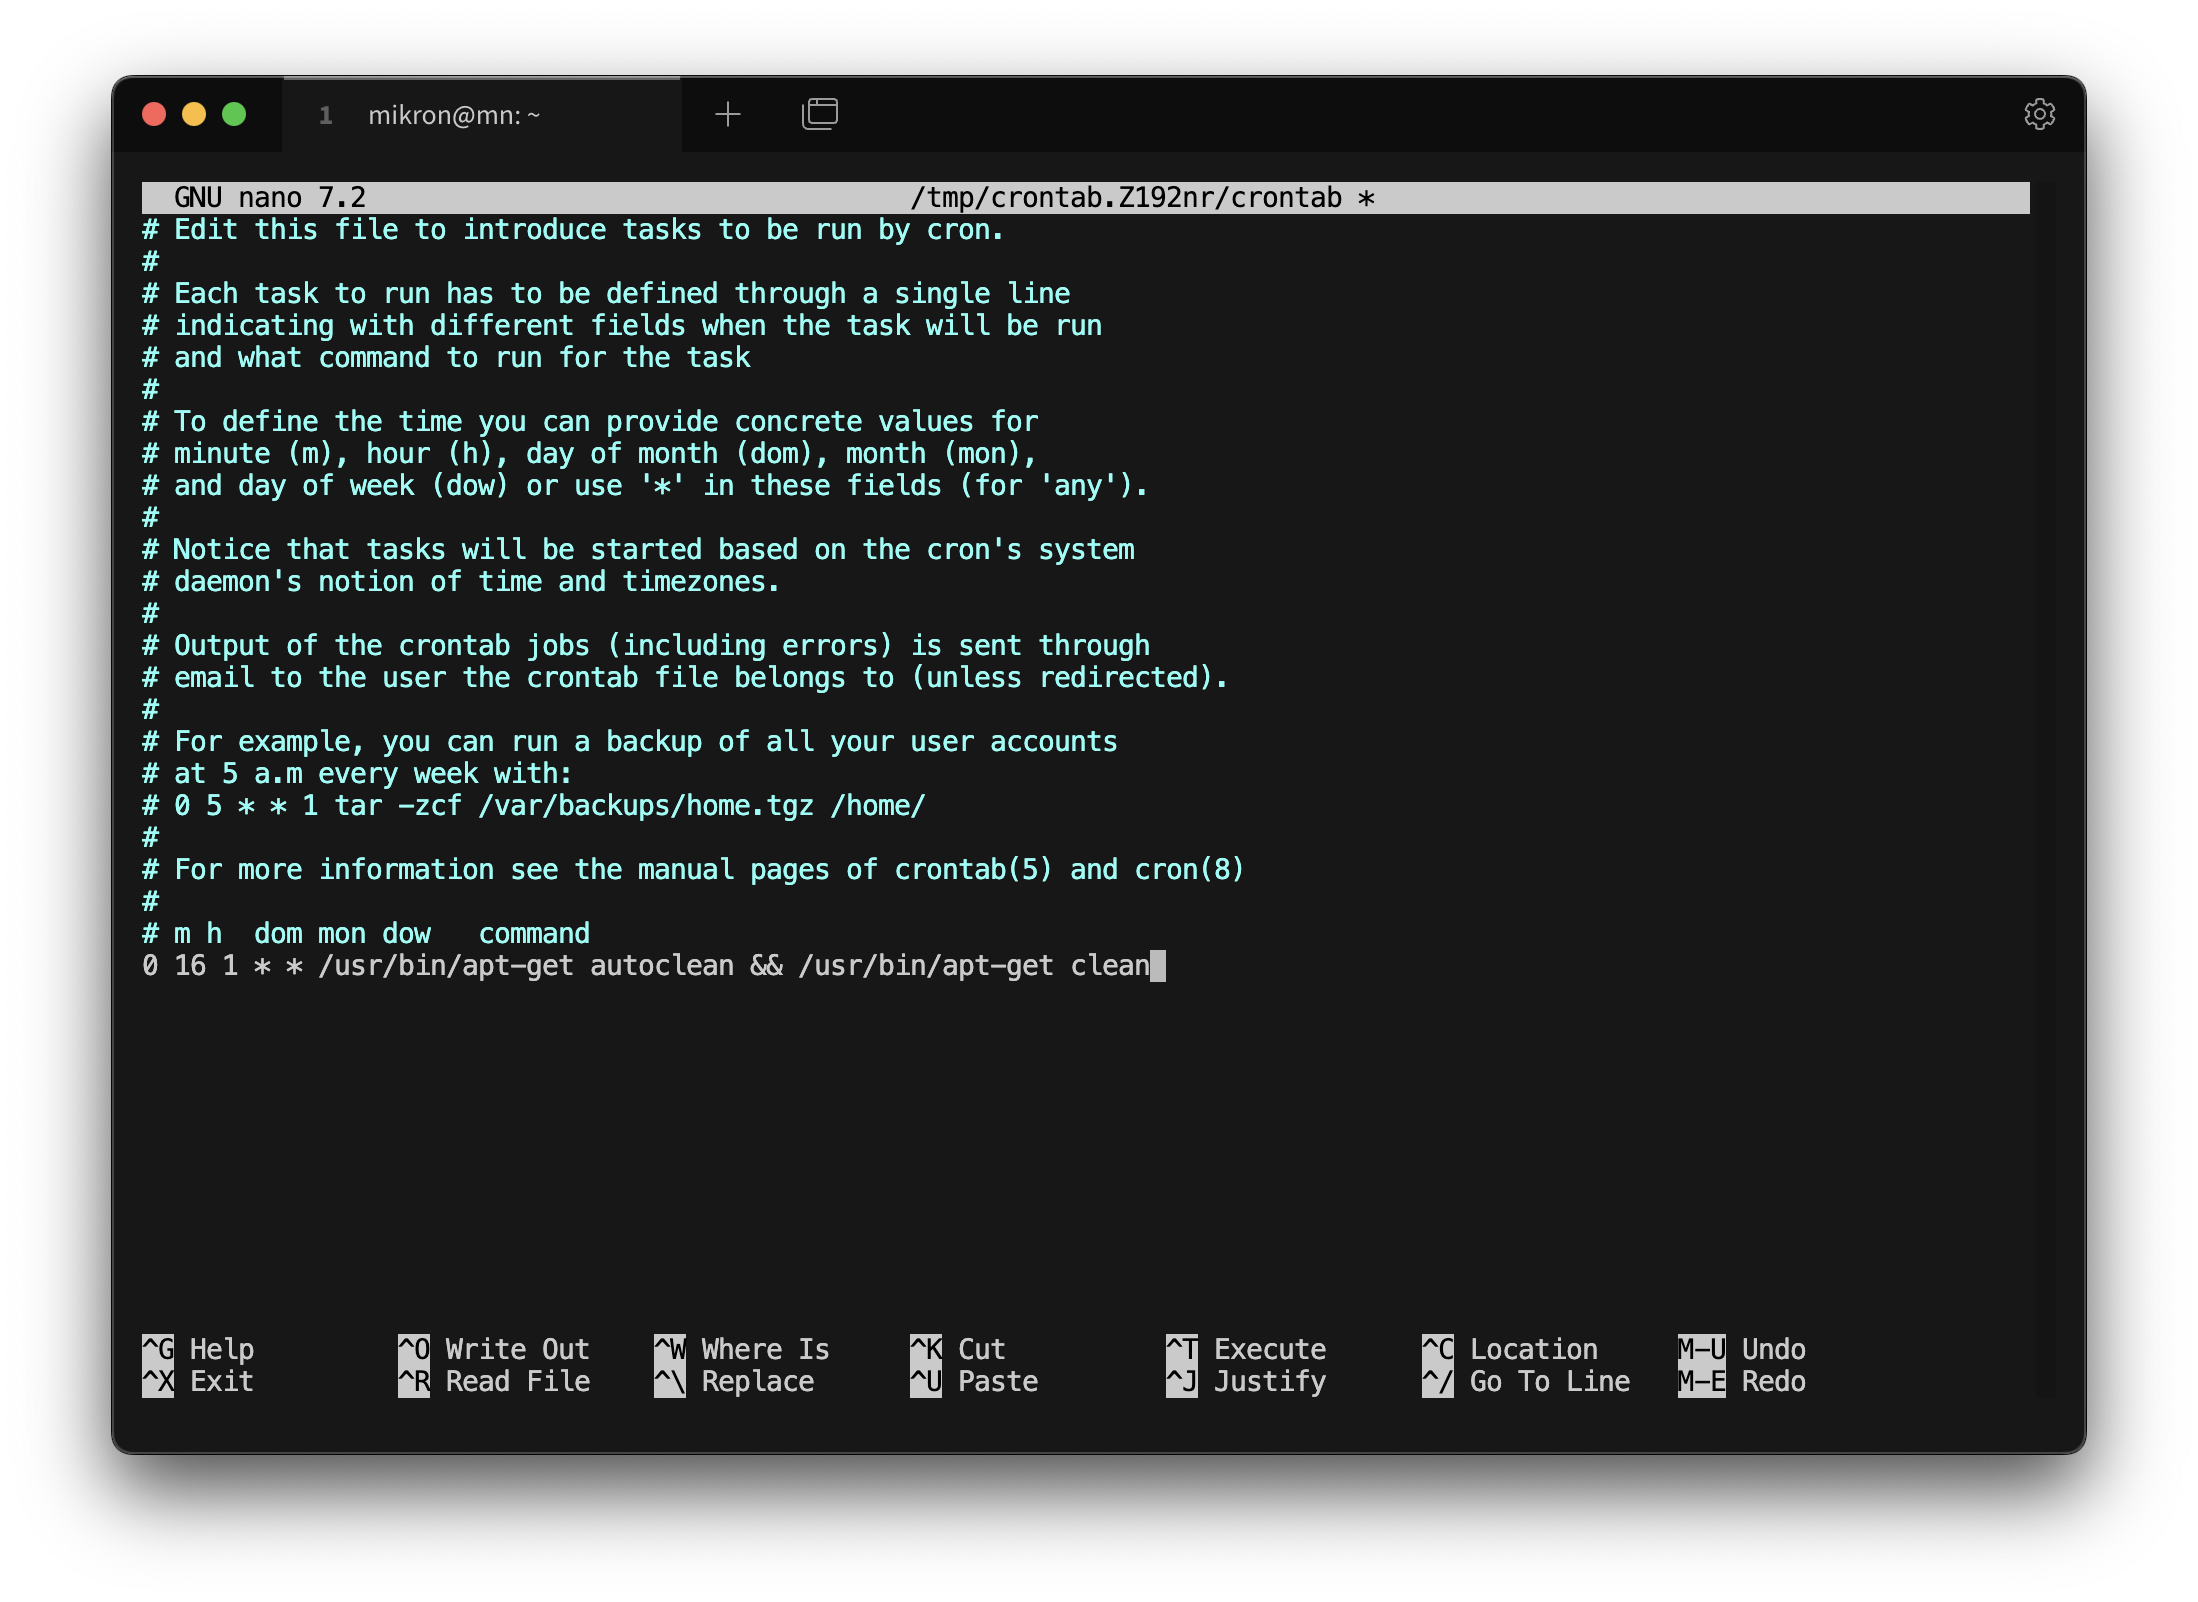 1 mikron@mn: ~
GNU nano 7.2 /tmp/crontab.Z192nr/crontab *
# Edit this file to introduce tasks to be run by cron.
#
# Each task to run has to be defined through a single line
# indicating with different fields when the task will be run
# and what command to run for the task
#
# To define the time you can provide concrete values for
# minute (m), hour (h), day of month (dom), month (mon),
# and day of week (dow) or use '*' in these fields (for 'any').
#
# Notice that tasks will be started based on the cron's system
# daemon's notion of time and timezones.
#
# Output of the crontab jobs (including errors) is sent through
# email to the user the crontab file belongs to (unless redirected).
#
# For example, you can run a backup of all your user accounts
# at 5 a.m every week with:
# 0 5 * * 1 tar -zcf /var/backups/home.tgz /home/
#
# For more information see the manual pages of crontab(5) and cron(8)
#
# m h  dom mon dow   command
0 16 1 * * /usr/bin/apt-get autoclean && /usr/bin/apt-get clean
^G Help ^O Write Out ^W Where Is ^K Cut ^T Execute ^C Location M-U Undo
^X Exit ^R Read File ^\ Replace ^U Paste ^J Justify ^/ Go To Line M-E Redo